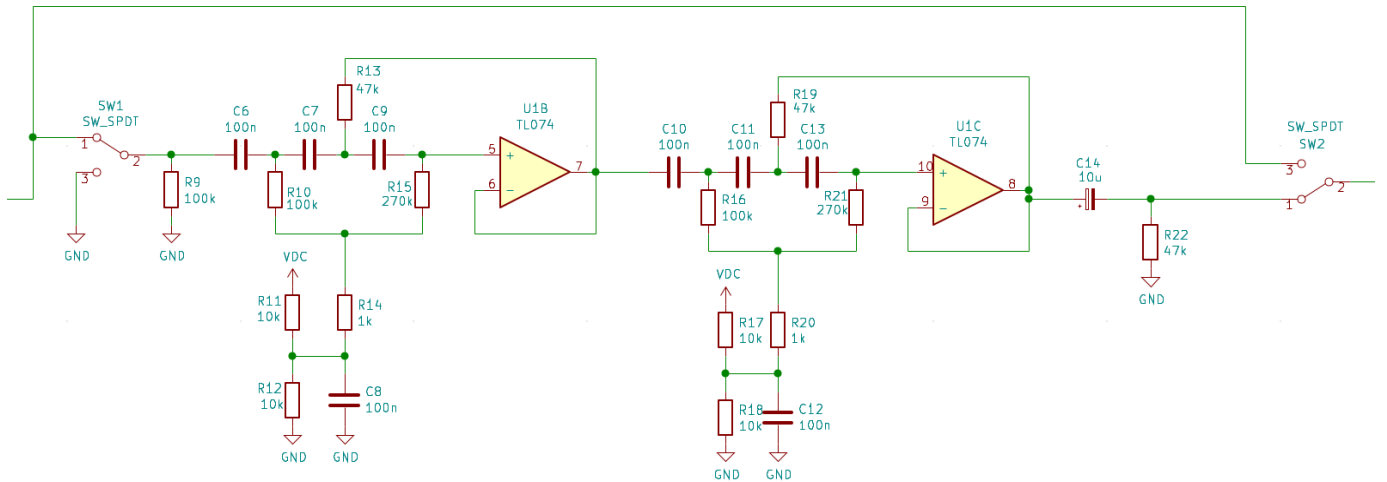 SW1
SW_SPDT
1
2
3
GND
R9
100k
GND
C6
100n
C7
100n
R13
47k
C9
100n
R10
100k
R15
270k
U1B
TL074
5
+
6
-
7
VDC
R11
10k
R14
1k
R12
10k
C8
100n
GND
GND
C10
100n
C11
100n
R19
47k
C13
100n
R16
100k
R21
270k
U1C
TL074
10
+
9
-
8
VDC
R17
10k
R20
1k
R18
10k
C12
100n
GND
GND
C14
10u
+
R22
47k
GND
SW_SPDT
SW2
3
2
1